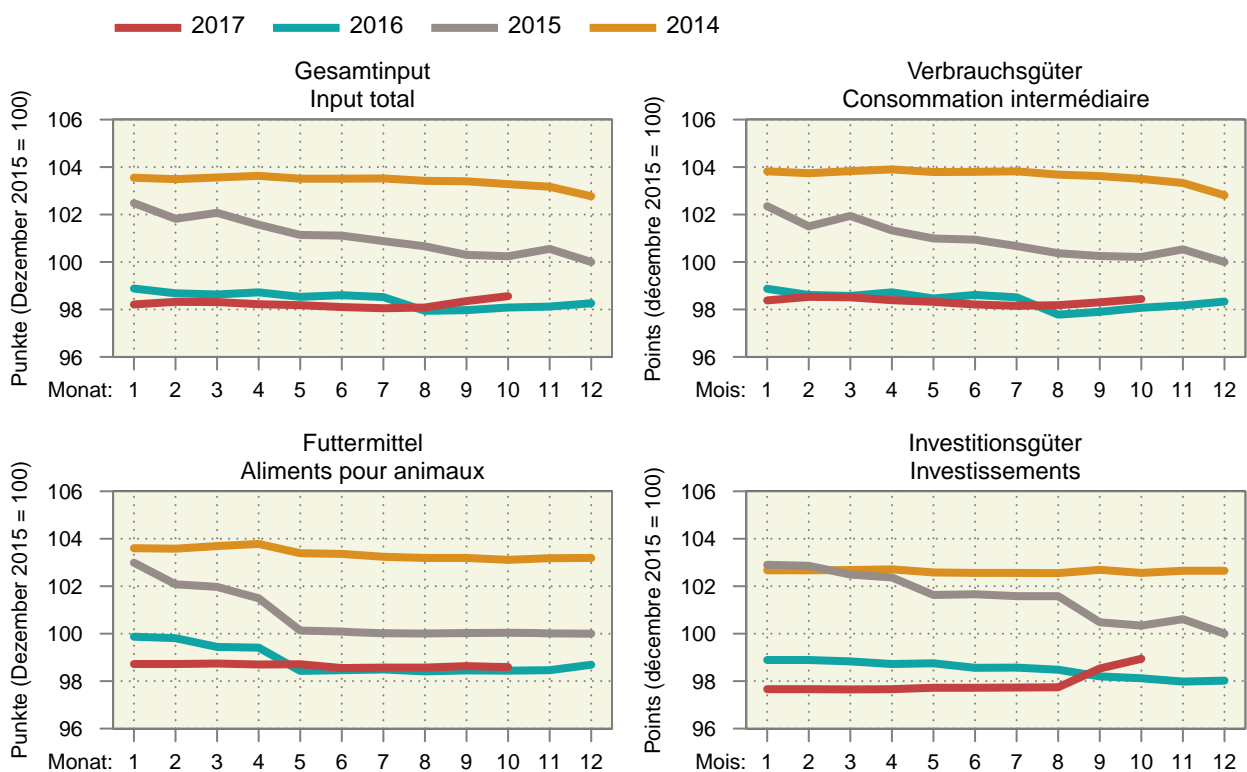 2017 2016 2015 2014
Gesamtinput
Input total
Punkte (Dezember 2015 = 100)
106
104
102
100
98
96
Monat: 1 2 3 4 5 6 7 8 9 10 11 12
Verbrauchsgüter
Consommation intermédiaire
Points (décembre 2015 = 100)
106
104
102
100
98
96
Mois: 1 2 3 4 5 6 7 8 9 10 11 12
Futtermittel
Aliments pour animaux
Punkte (Dezember 2015 = 100)
106
104
102
100
98
96
Monat: 1 2 3 4 5 6 7 8 9 10 11 12
Investitionsgüter
Investissements
Points (décembre 2015 = 100)
106
104
102
100
98
96
Mois: 1 2 3 4 5 6 7 8 9 10 11 12